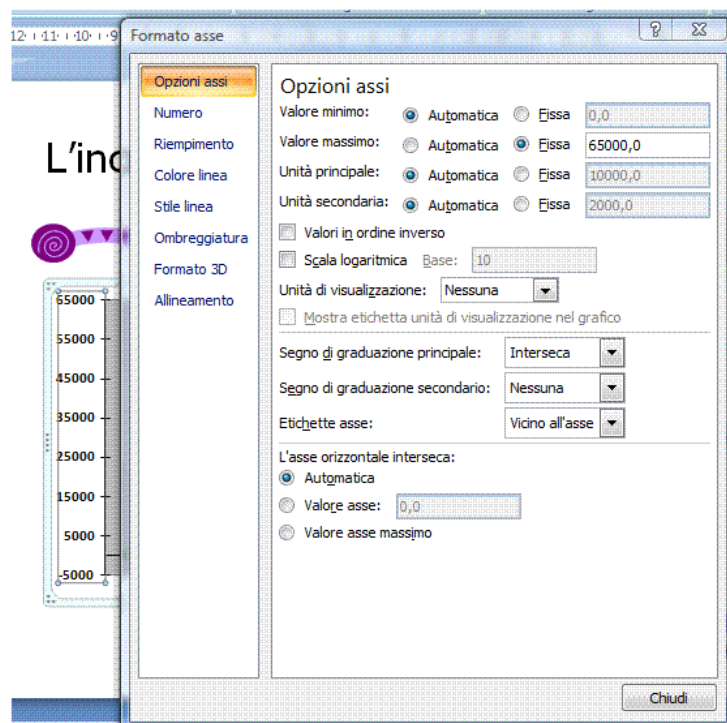 12 · 11 · 10 · 9
Formato asse
Opzioni assi
Numero
Riempimento
Colore linea
Stile linea
Ombreggiatura
Formato 3D
Allineamento
Opzioni assi
Valore minimo: Automatica Fissa 0,0
Valore massimo: Automatica Fissa 65000,0
Unità principale: Automatica Fissa 10000,0
Unità secondaria: Automatica Fissa 2000,0
Valori in ordine inverso
Scala logaritmica Base: 10
Unità di visualizzazione: Nessuna
Mostra etichetta unità di visualizzazione nel grafico
Segno di graduazione principale: Interseca
Segno di graduazione secondario: Nessuna
Etichette asse: Vicino all'asse
L'asse orizzontale interseca:
Automatica
Valore asse: 0,0
Valore asse massimo
Chiudi
65000
55000
45000
35000
25000
15000
5000
-5000